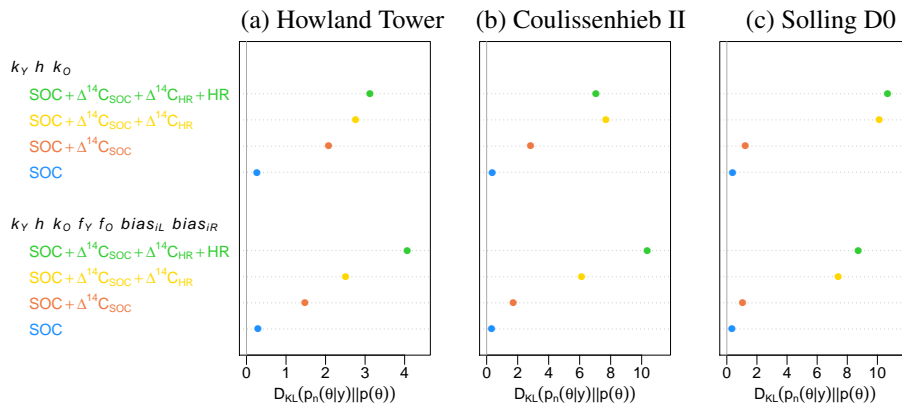 (a) Howland Tower (b) Coulissenhieb II (c) Solling D0
k_Y h k_O
SOC + Δ¹⁴C_SOC + Δ¹⁴C_HR + HR
SOC + Δ¹⁴C_SOC + Δ¹⁴C_HR
SOC + Δ¹⁴C_SOC
SOC
k_Y h k_O f_Y f_O bias_iL bias_iR
SOC + Δ¹⁴C_SOC + Δ¹⁴C_HR + HR
SOC + Δ¹⁴C_SOC + Δ¹⁴C_HR
SOC + Δ¹⁴C_SOC
SOC
0 1 2 3 4 0 2 4 6 8 10 0 2 4 6 8 10
D_KL(p_n(θ|y)||p(θ)) D_KL(p_n(θ|y)||p(θ)) D_KL(p_n(θ|y)||p(θ))